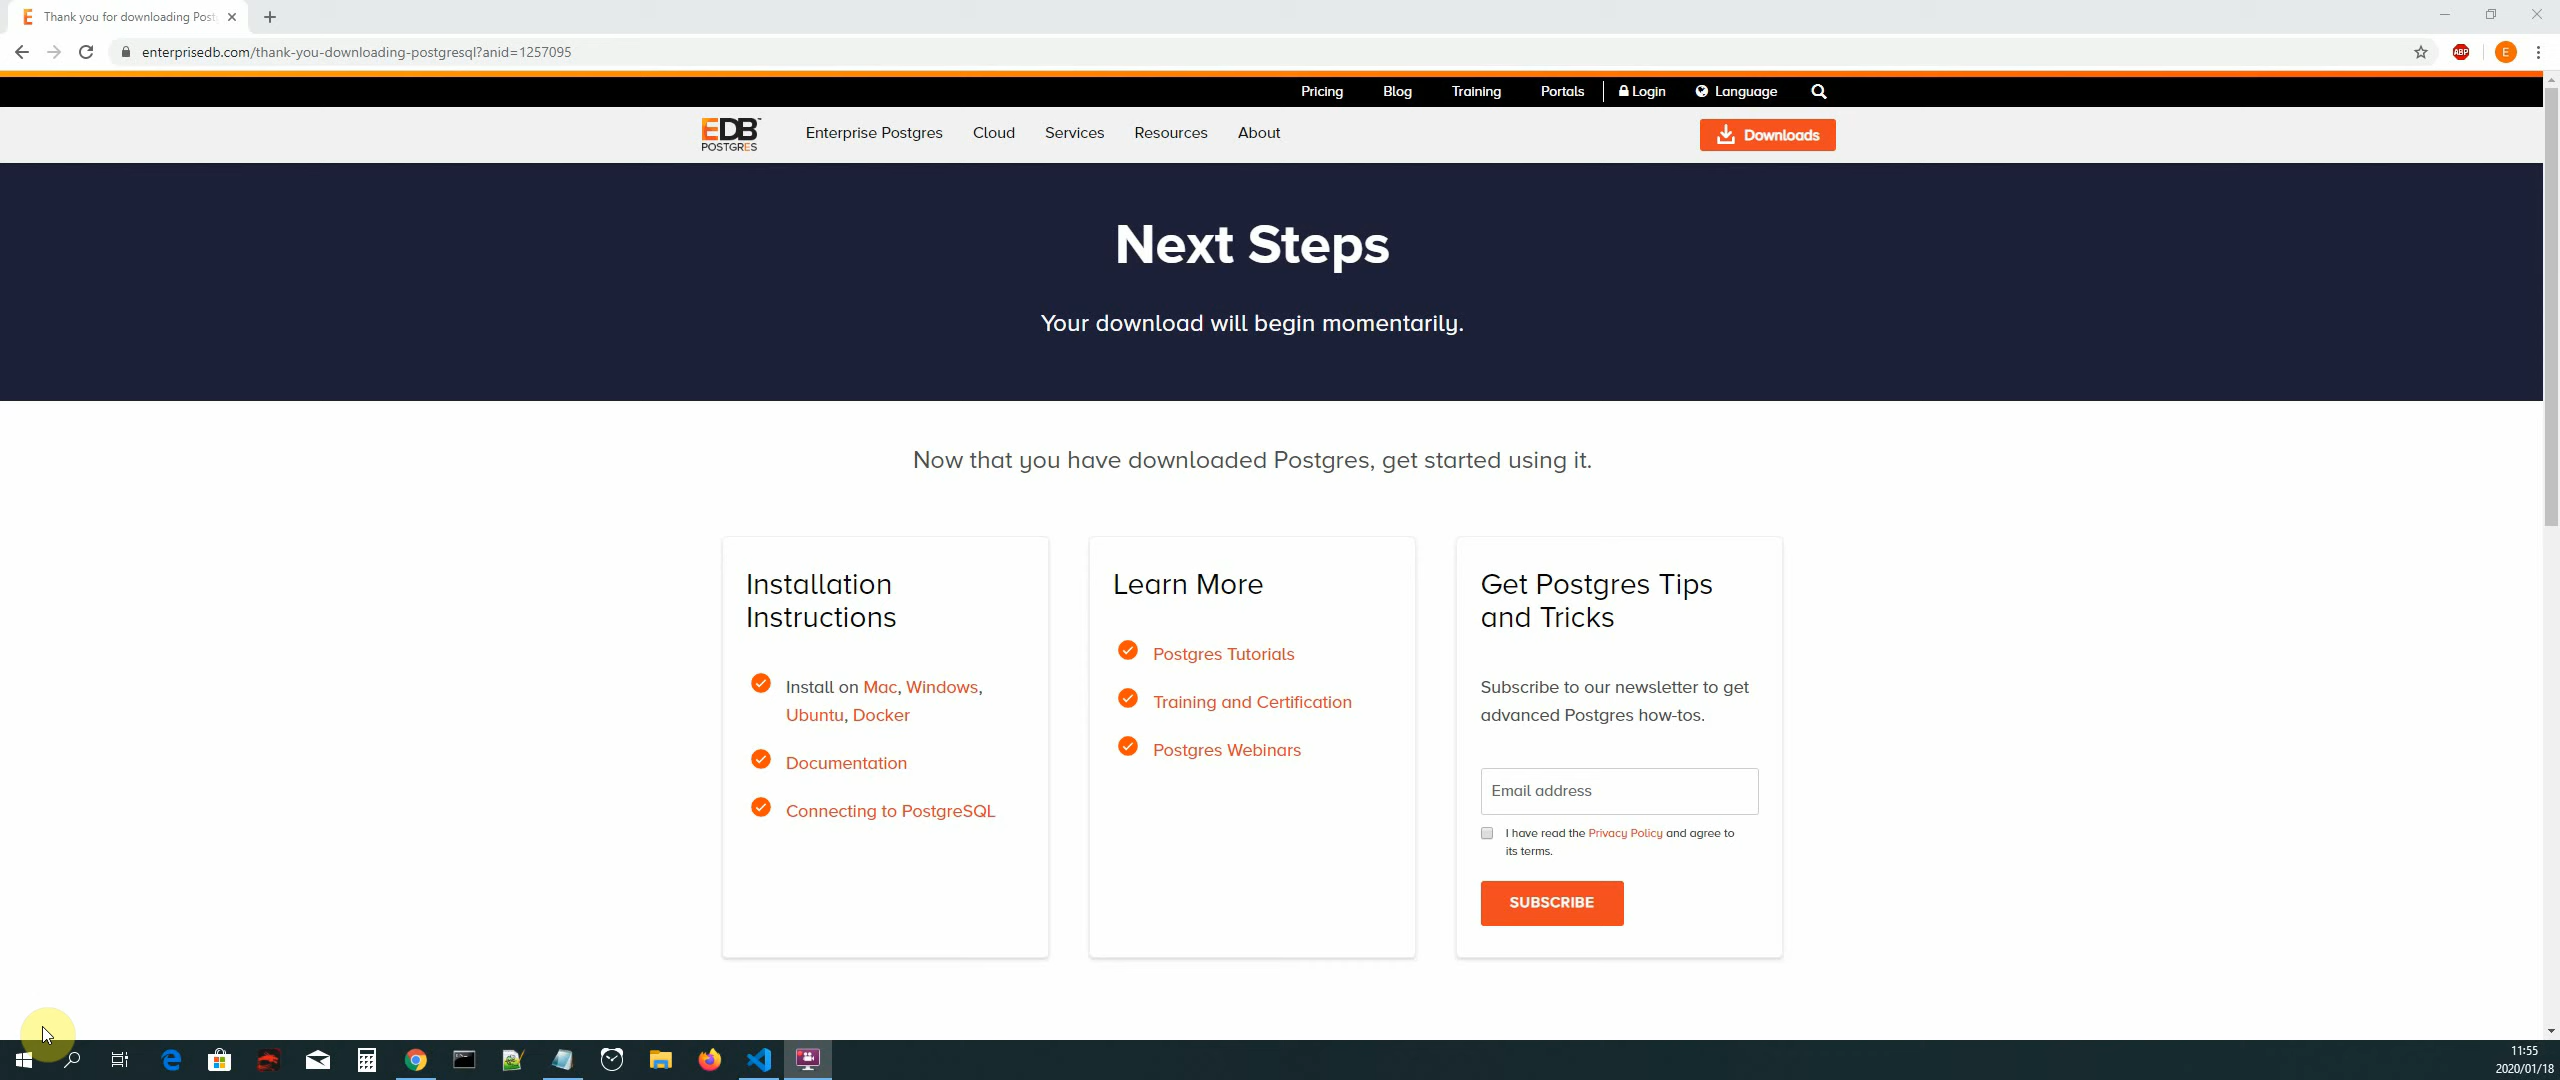 Thank you for downloading Post
enterprisedb.com/thank-you-downloading-postgresql?anid=1257095
ABP
E
Pricing
Blog
Training
Portals
Login
Language
EDB
POSTGRES
Enterprise Postgres
Cloud
Services
Resources
About
Downloads
Next Steps
Your download will begin momentarily.
Now that you have downloaded Postgres, get started using it.
Installation
Instructions
Install on Mac, Windows,
Ubuntu, Docker
Documentation
Connecting to PostgreSQL
Learn More
Postgres Tutorials
Training and Certification
Postgres Webinars
Get Postgres Tips
and Tricks
Subscribe to our newsletter to get
advanced Postgres how-tos.
Email address
I have read the Privacy Policy and agree to
its terms.
SUBSCRIBE
11:55
2020/01/18